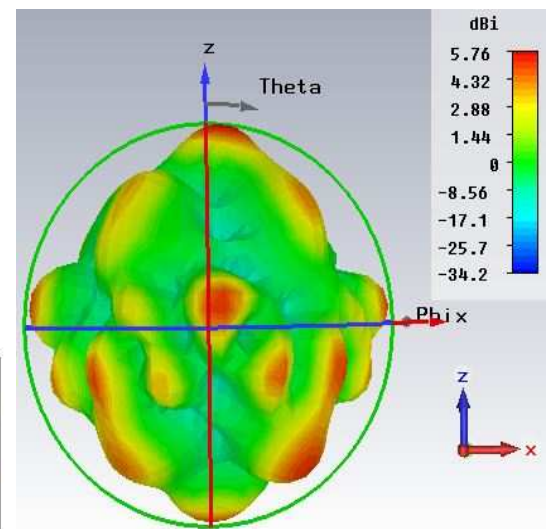 dBi
5.76
4.32
2.88
1.44
0
-8.56
-17.1
-25.7
-34.2
z
Theta
Phi x
z
x